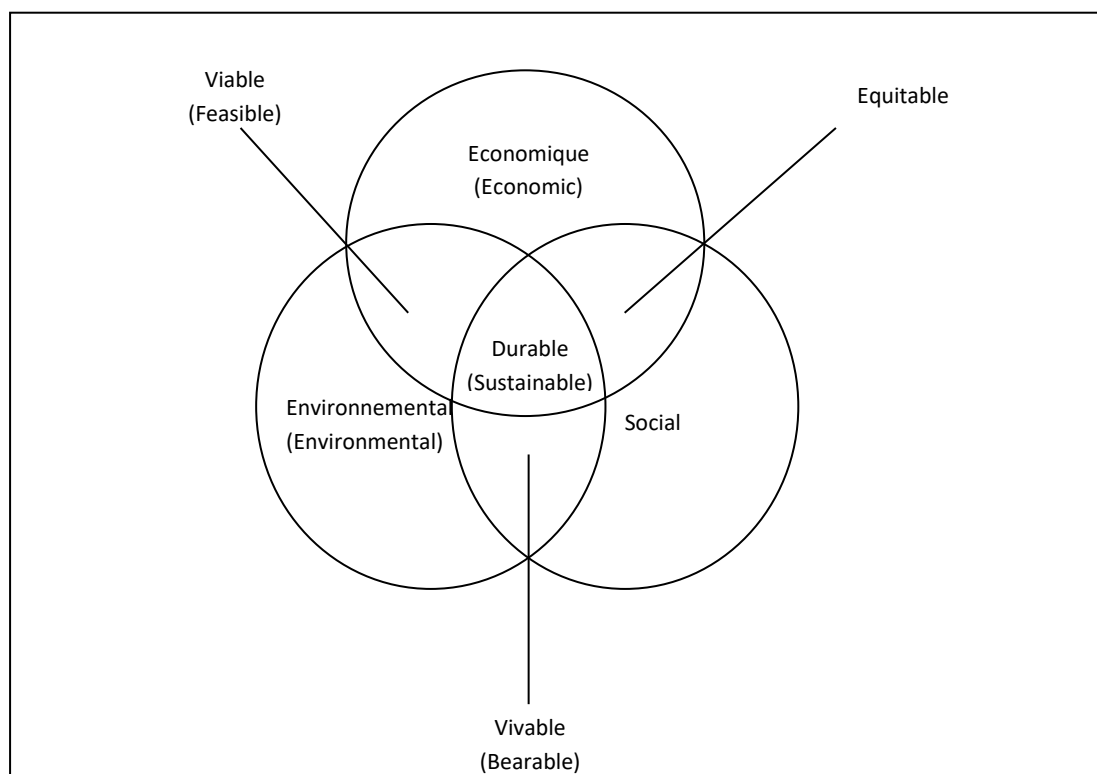 Viable
(Feasible)
Equitable
Economique
(Economic)
Durable
(Sustainable)
Environnemental
(Environmental)
Social
Vivable
(Bearable)